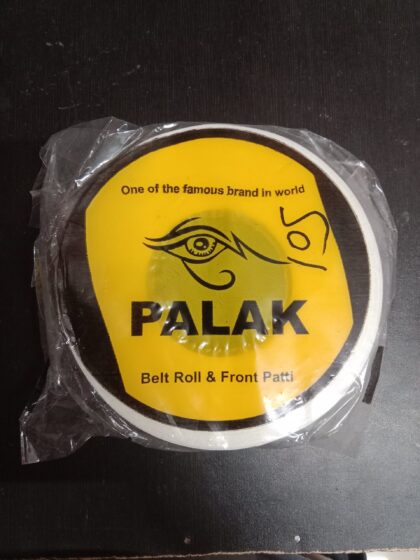 One of the famous brand in world
105
PALAK
Belt Roll & Front Patti